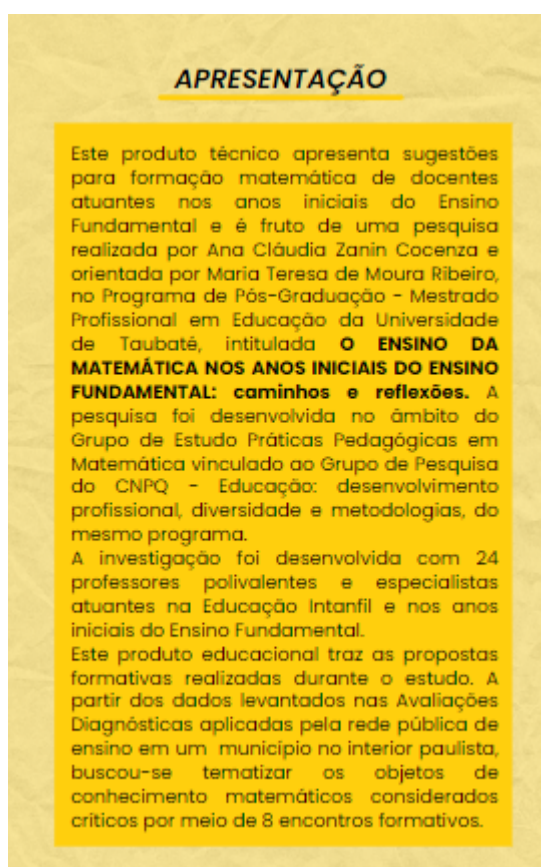 APRESENTAÇÃO
Este produto técnico apresenta sugestões
para formação matemática de docentes
atuantes nos anos iniciais do Ensino
Fundamental e é fruto de uma pesquisa
realizada por Ana Cláudia Zanin Cocenza e
orientada por Maria Teresa de Moura Ribeiro,
no Programa de Pós-Graduação - Mestrado
Profissional em Educação da Universidade
de Taubaté, intitulada O ENSINO DA
MATEMÁTICA NOS ANOS INICIAIS DO ENSINO
FUNDAMENTAL: caminhos e reflexões. A
pesquisa foi desenvolvida no âmbito do
Grupo de Estudo Práticas Pedagógicas em
Matemática vinculado ao Grupo de Pesquisa
do CNPQ - Educação: desenvolvimento
profissional, diversidade e metodologias, do
mesmo programa.
A investigação foi desenvolvida com 24
professores polivalentes e especialistas
atuantes na Educação Intanfil e nos anos
iniciais do Ensino Fundamental.
Este produto educacional traz as propostas
formativas realizadas durante o estudo. A
partir dos dados levantados nas Avaliações
Diagnósticas aplicadas pela rede pública de
ensino em um município no interior paulista,
buscou-se tematizar os objetos de
conhecimento matemáticos considerados
críticos por meio de 8 encontros formativos.